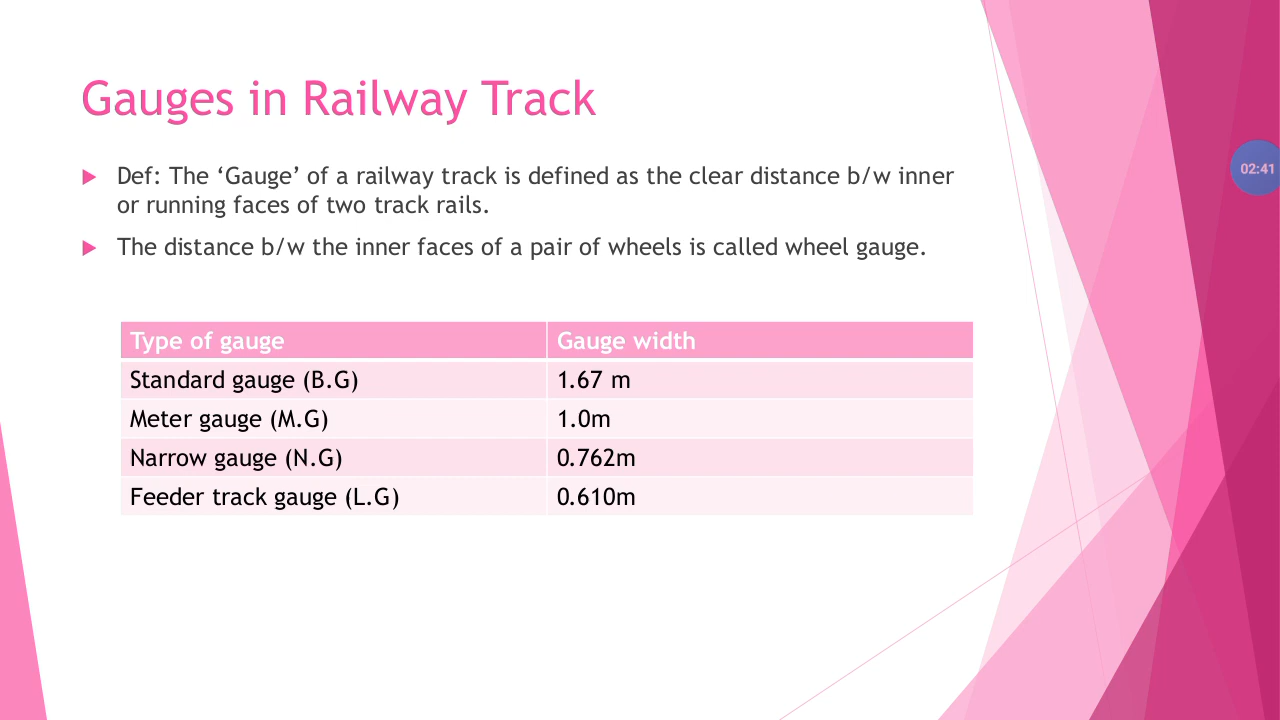 Gauges in Railway Track
Def: The ‘Gauge’ of a railway track is defined as the clear distance b/w inner
or running faces of two track rails.
The distance b/w the inner faces of a pair of wheels is called wheel gauge.
02:41
Type of gauge Gauge width
Standard gauge (B.G) 1.67 m
Meter gauge (M.G) 1.0m
Narrow gauge (N.G) 0.762m
Feeder track gauge (L.G) 0.610m